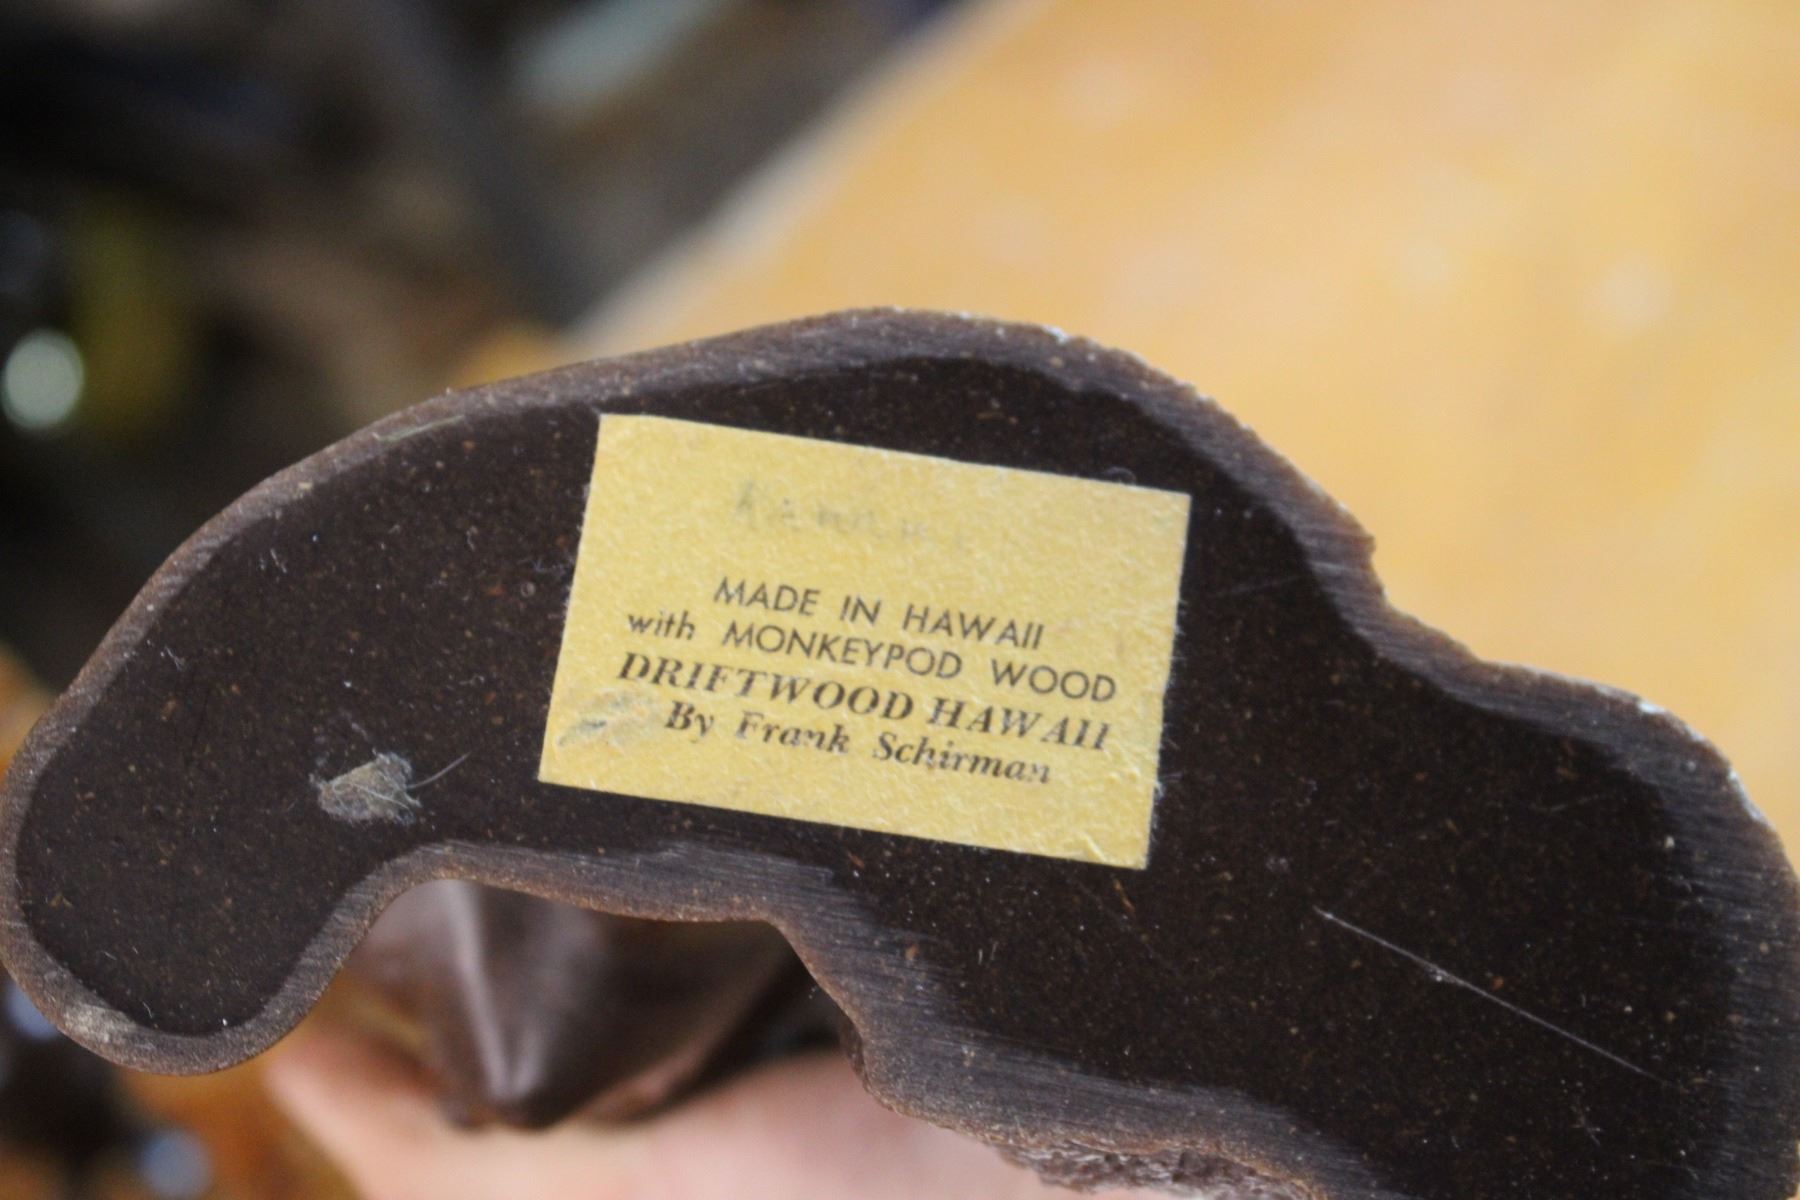 MADE IN HAWAII
with MONKEYPOD WOOD
DRIFTWOOD HAWAII
By Frank Schirman